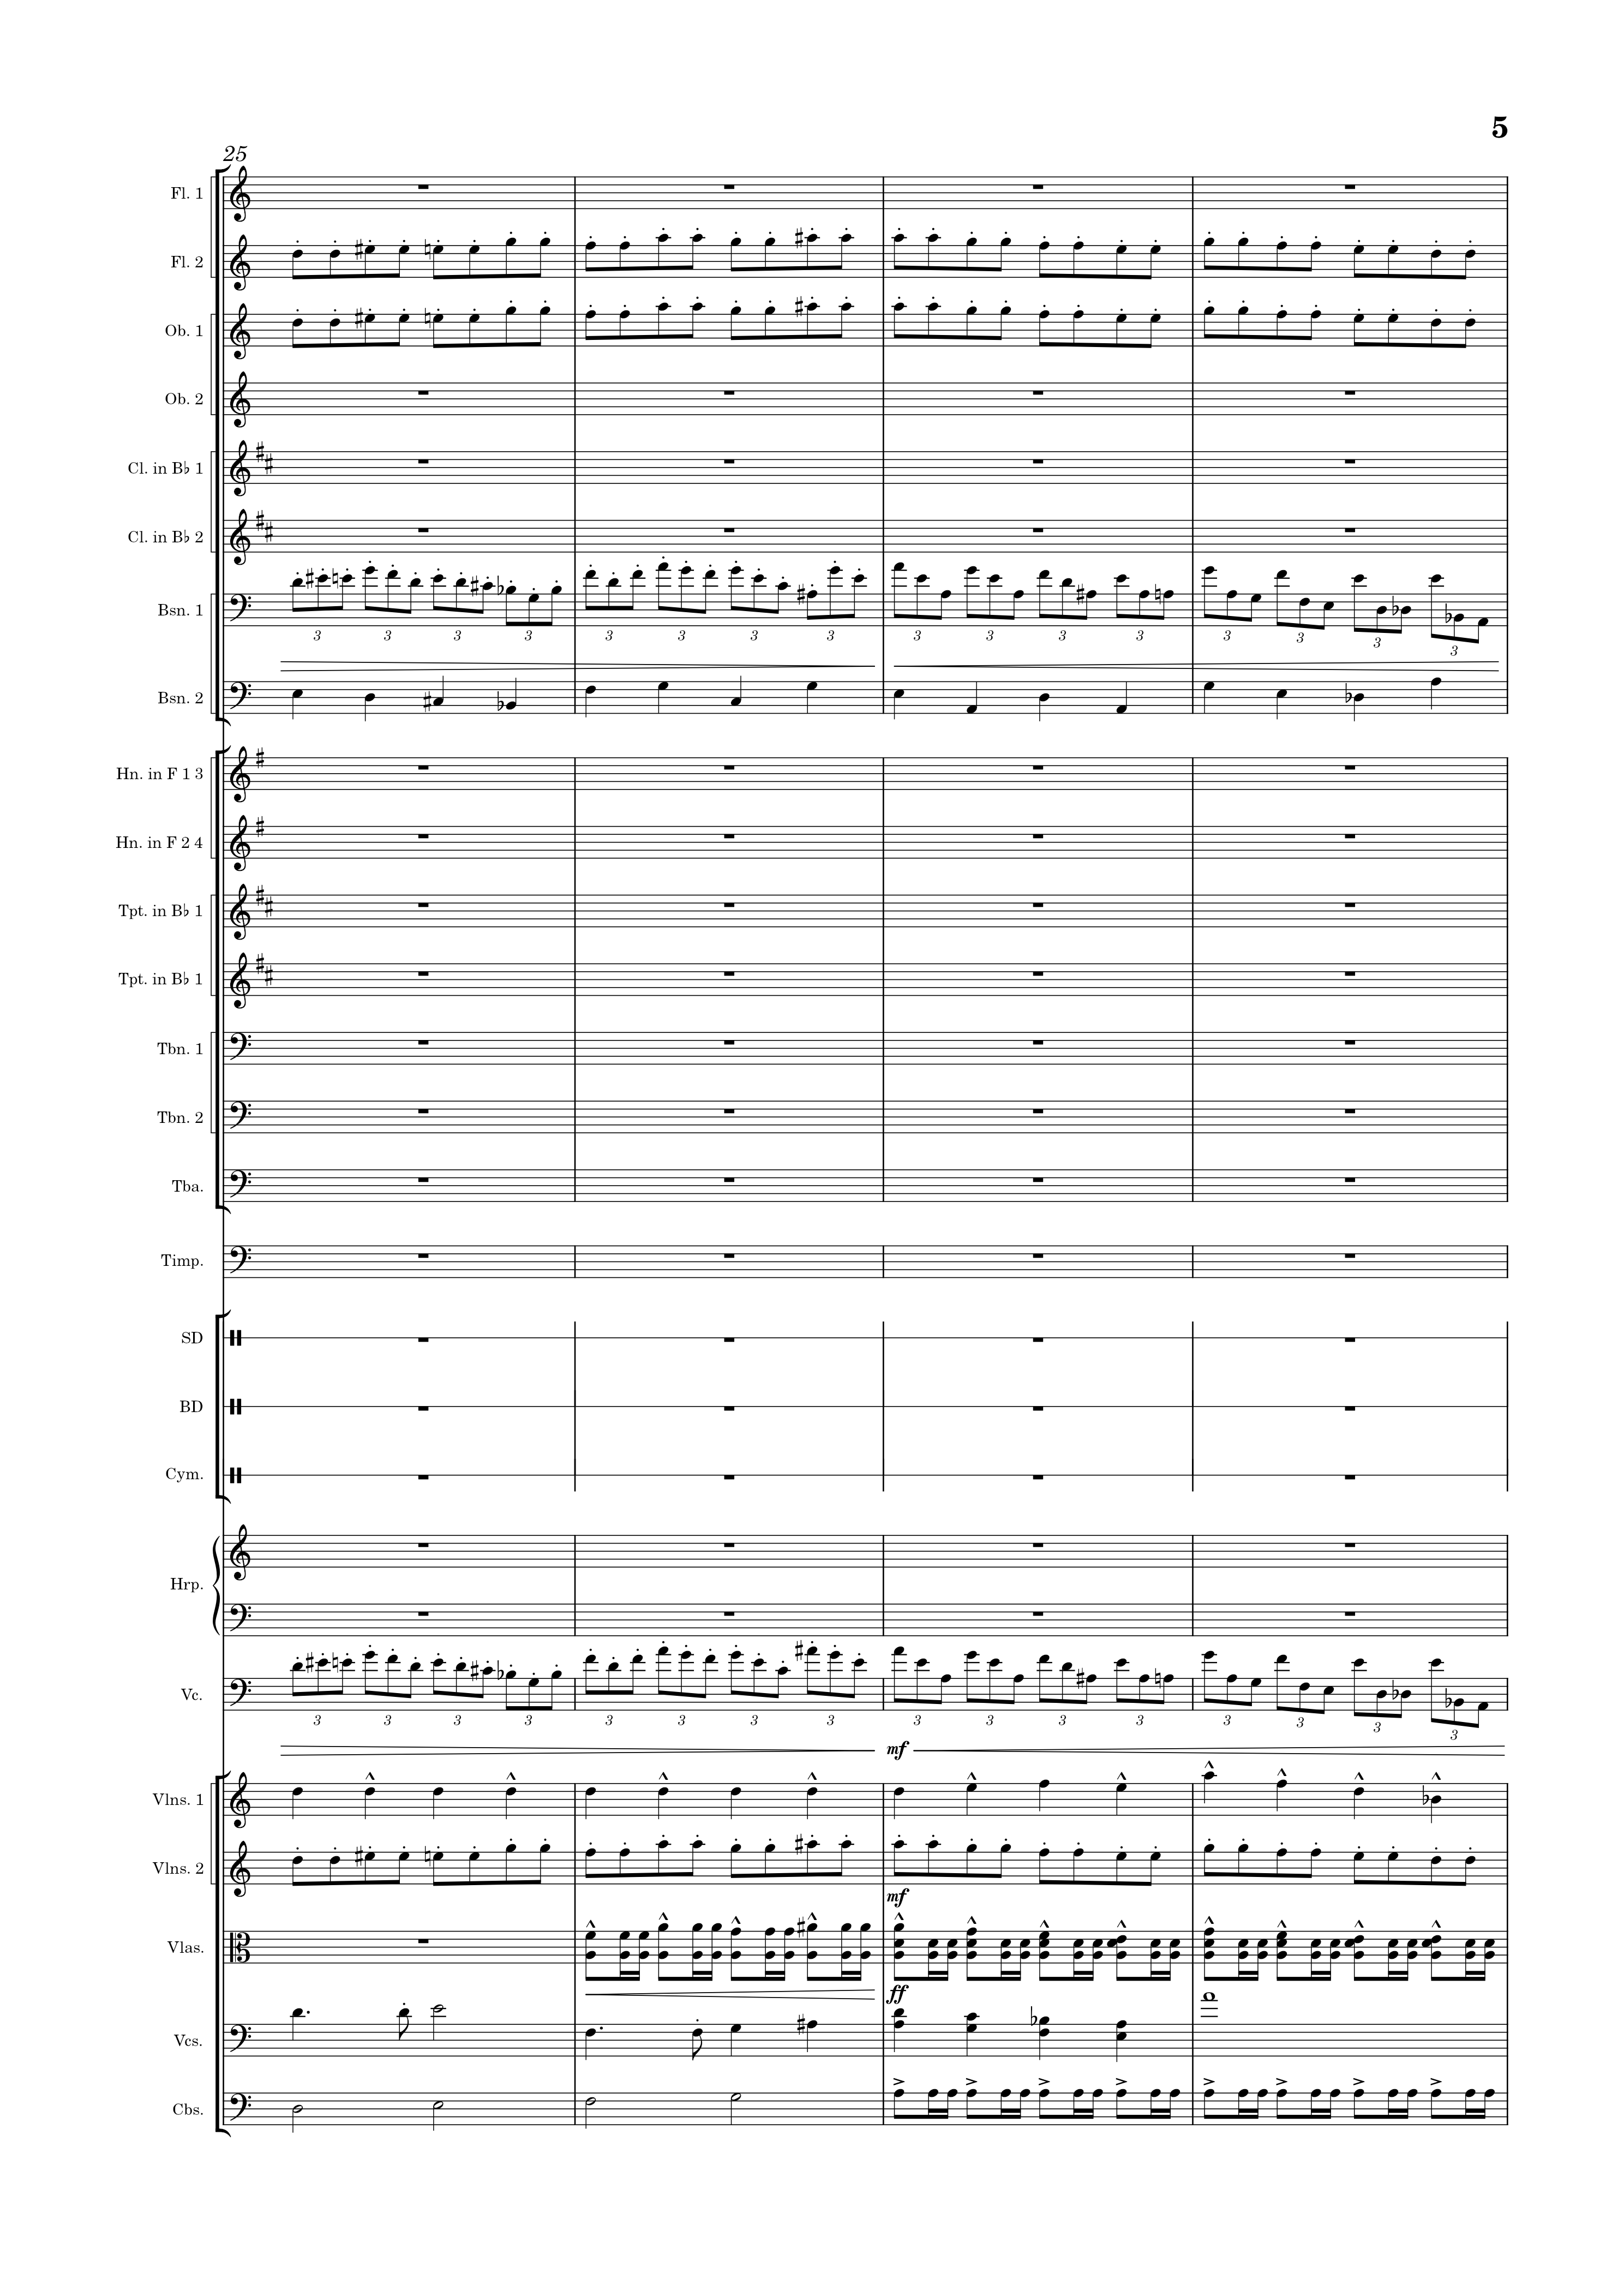 5
25
Fl. 1
Fl. 2
Ob. 1
Ob. 2
Cl. in B♭ 1
Cl. in B♭ 2
Bsn. 1
3 3 3 3 3 3 3 3 3 3 3 3 3 3 3 3
Bsn. 2
Hn. in F 1 3
Hn. in F 2 4
Tpt. in B♭ 1
Tpt. in B♭ 1
Tbn. 1
Tbn. 2
Tba.
Timp.
SD
BD
Cym.
Hrp.
Vc.
3 3 3 3 3 3 3 3 3 3 3 3 3 3 3 3
mf
Vlns. 1
Vlns. 2
mf
Vlas.
ff
Vcs.
Cbs.